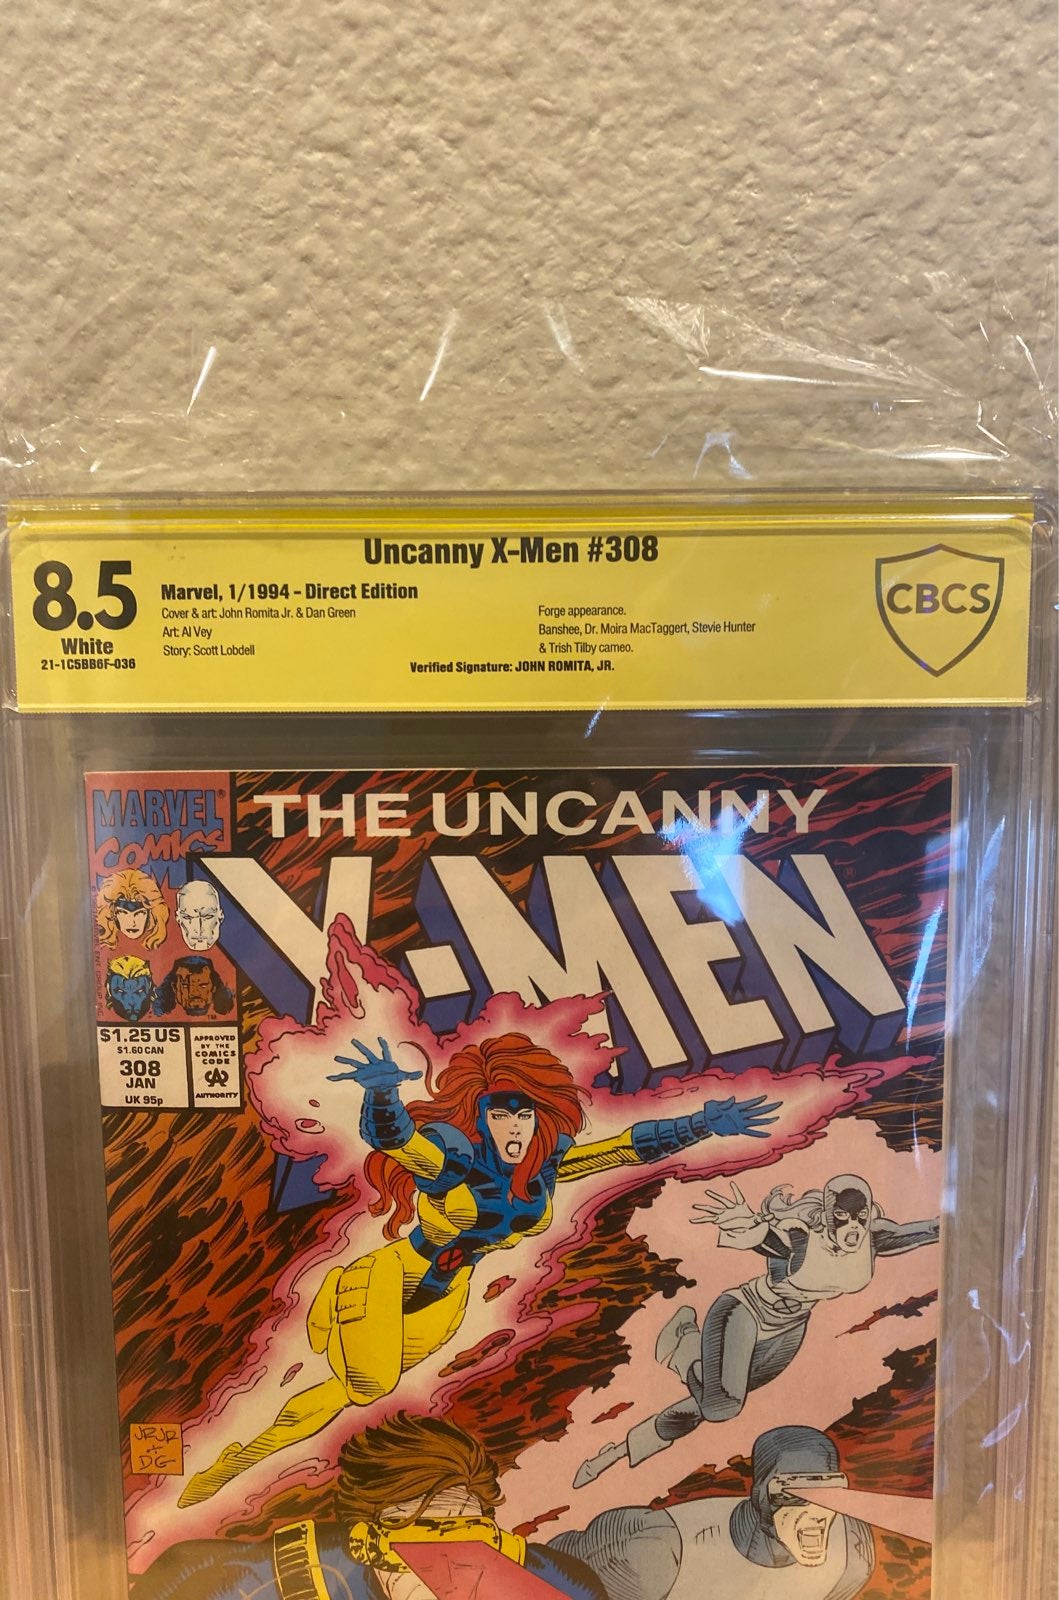 Uncanny X-Men #308
8.5
White
21-1C5BB6F-036
Marvel, 1/1994 - Direct Edition
Cover & art: John Romita Jr. & Dan Green
Art: Al Vey
Story: Scott Lobdell
Forge appearance.
Banshee, Dr. Moira MacTaggert, Stevie Hunter
& Trish Tilby cameo.
Verified Signature: JOHN ROMITA, JR.
CBCS
MARVEL®
COMICS
THE UNCANNY
X-MEN
$1.25 US
$1.60 CAN
308
JAN
UK 95p
APPROVED
BY THE
COMICS
CODE
CA
AUTHORITY
TM
JRJR
+
DG